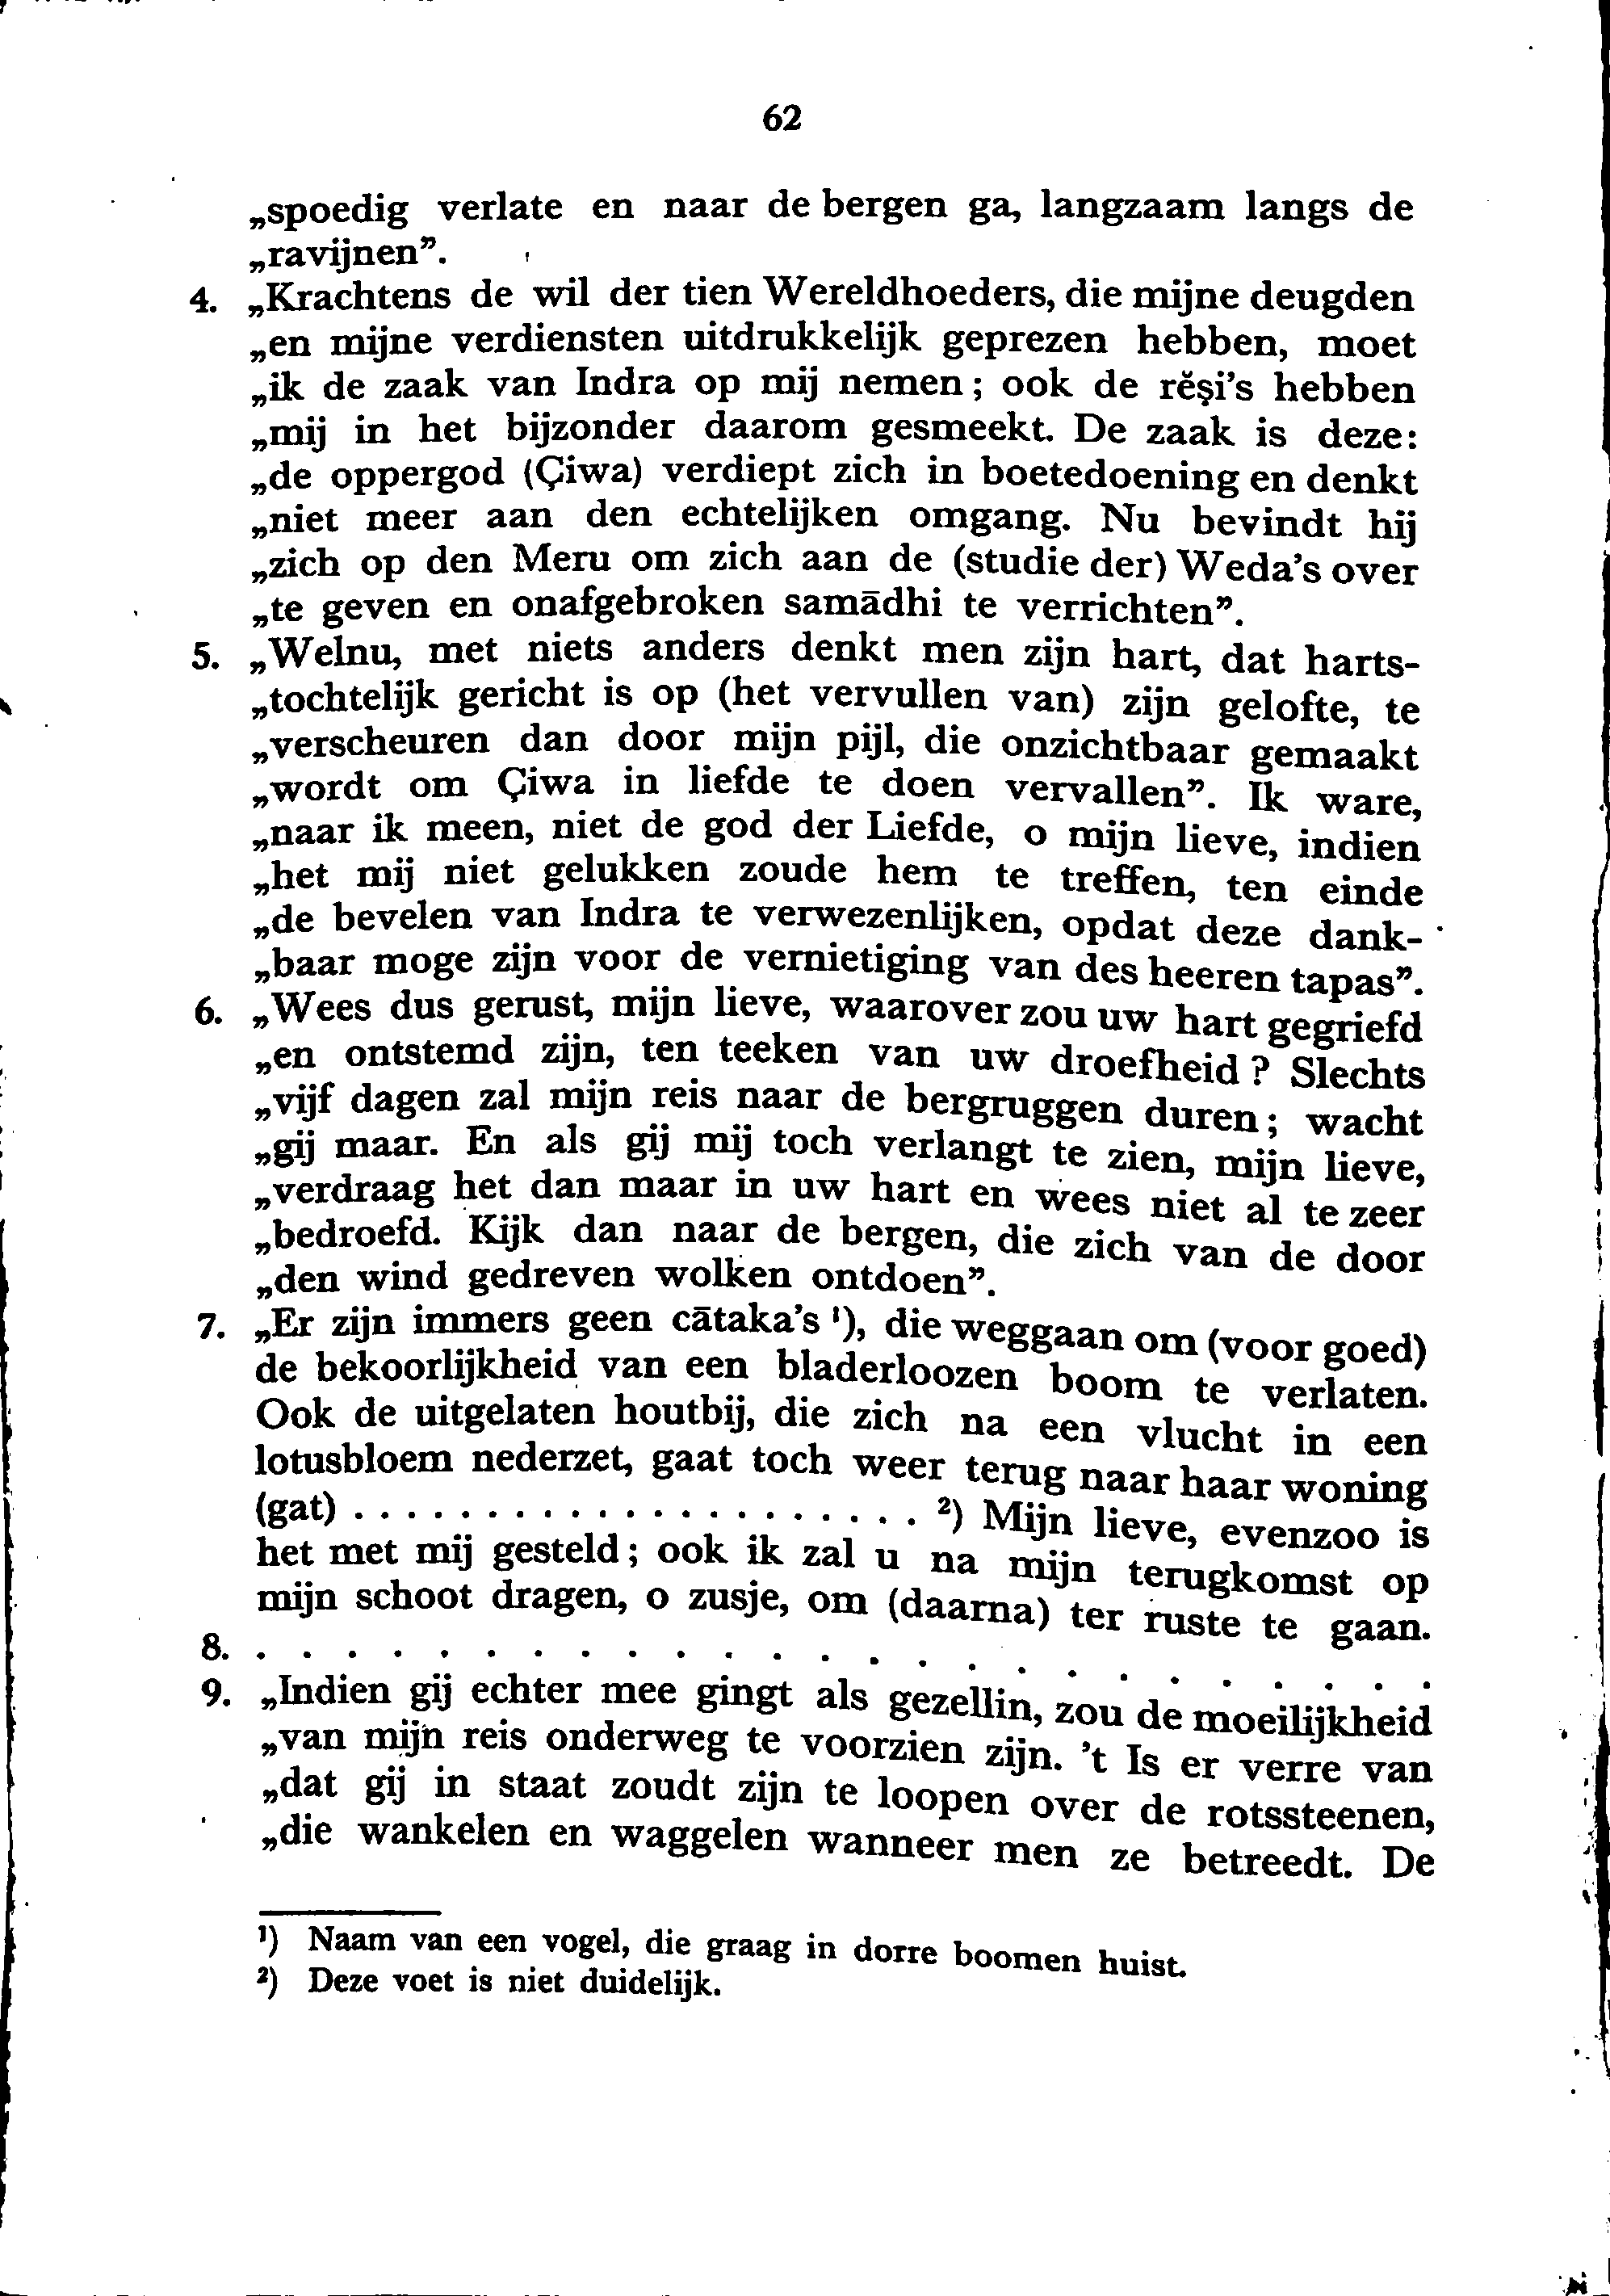 62
„spoedig verlate en naar de bergen ga, langzaam langs de
„ravijnen”.
4. „Krachtens de wil der tien Wereldhoeders, die mijne deugden
„en mijne verdiensten uitdrukkelijk geprezen hebben, moet
„ik de zaak van Indra op mij nemen; ook de rĕṣi’s hebben
„mij in het bijzonder daarom gesmeekt. De zaak is deze:
„de oppergod (Çiwa) verdiept zich in boetedoening en denkt
„niet meer aan den echtelijken omgang. Nu bevindt hij
„zich op den Meru om zich aan de (studie der) Weda’s over
„te geven en onafgebroken samādhi te verrichten”.
5. „Welnu, met niets anders denkt men zijn hart, dat harts-
„tochtelijk gericht is op (het vervullen van) zijn gelofte, te
„verscheuren dan door mijn pijl, die onzichtbaar gemaakt
„wordt om Çiwa in liefde te doen vervallen”. Ik ware,
„naar ik meen, niet de god der Liefde, o mijn lieve, indien
„het mij niet gelukken zoude hem te treffen, ten einde
„de bevelen van Indra te verwezenlijken, opdat deze dank-
„baar moge zijn voor de vernietiging van des heeren tapas”.
6. „Wees dus gerust, mijn lieve, waarover zou uw hart gegriefd
„en ontstemd zijn, ten teeken van uw droefheid? Slechts
„vijf dagen zal mijn reis naar de bergruggen duren; wacht
„gij maar. En als gij mij toch verlangt te zien, mijn lieve,
„verdraag het dan maar in uw hart en wees niet al te zeer
„bedroefd. Kijk dan naar de bergen, die zich van de door
„den wind gedreven wolken ontdoen”.
7. „Er zijn immers geen cātaka’s ¹), die weggaan om (voor goed)
de bekoorlijkheid van een bladerloozen boom te verlaten.
Ook de uitgelaten houtbij, die zich na een vlucht in een
lotusbloem nederzet, gaat toch weer terug naar haar woning
(gat) . . . . . . . . . . . . . . . . . . . . . ²) Mijn lieve, evenzoo is
het met mij gesteld; ook ik zal u na mijn terugkomst op
mijn schoot dragen, o zusje, om (daarna) ter ruste te gaan.
8. . . . . . . . . . . . . . . . . . . . . . . . . .
9. „Indien gij echter mee gingt als gezellin, zou de moeilijkheid
„van mijn reis onderweg te voorzien zijn. ’t Is er verre van
„dat gij in staat zoudt zijn te loopen over de rotssteenen,
„die wankelen en waggelen wanneer men ze betreedt. De
¹) Naam van een vogel, die graag in dorre boomen huist.
²) Deze voet is niet duidelijk.